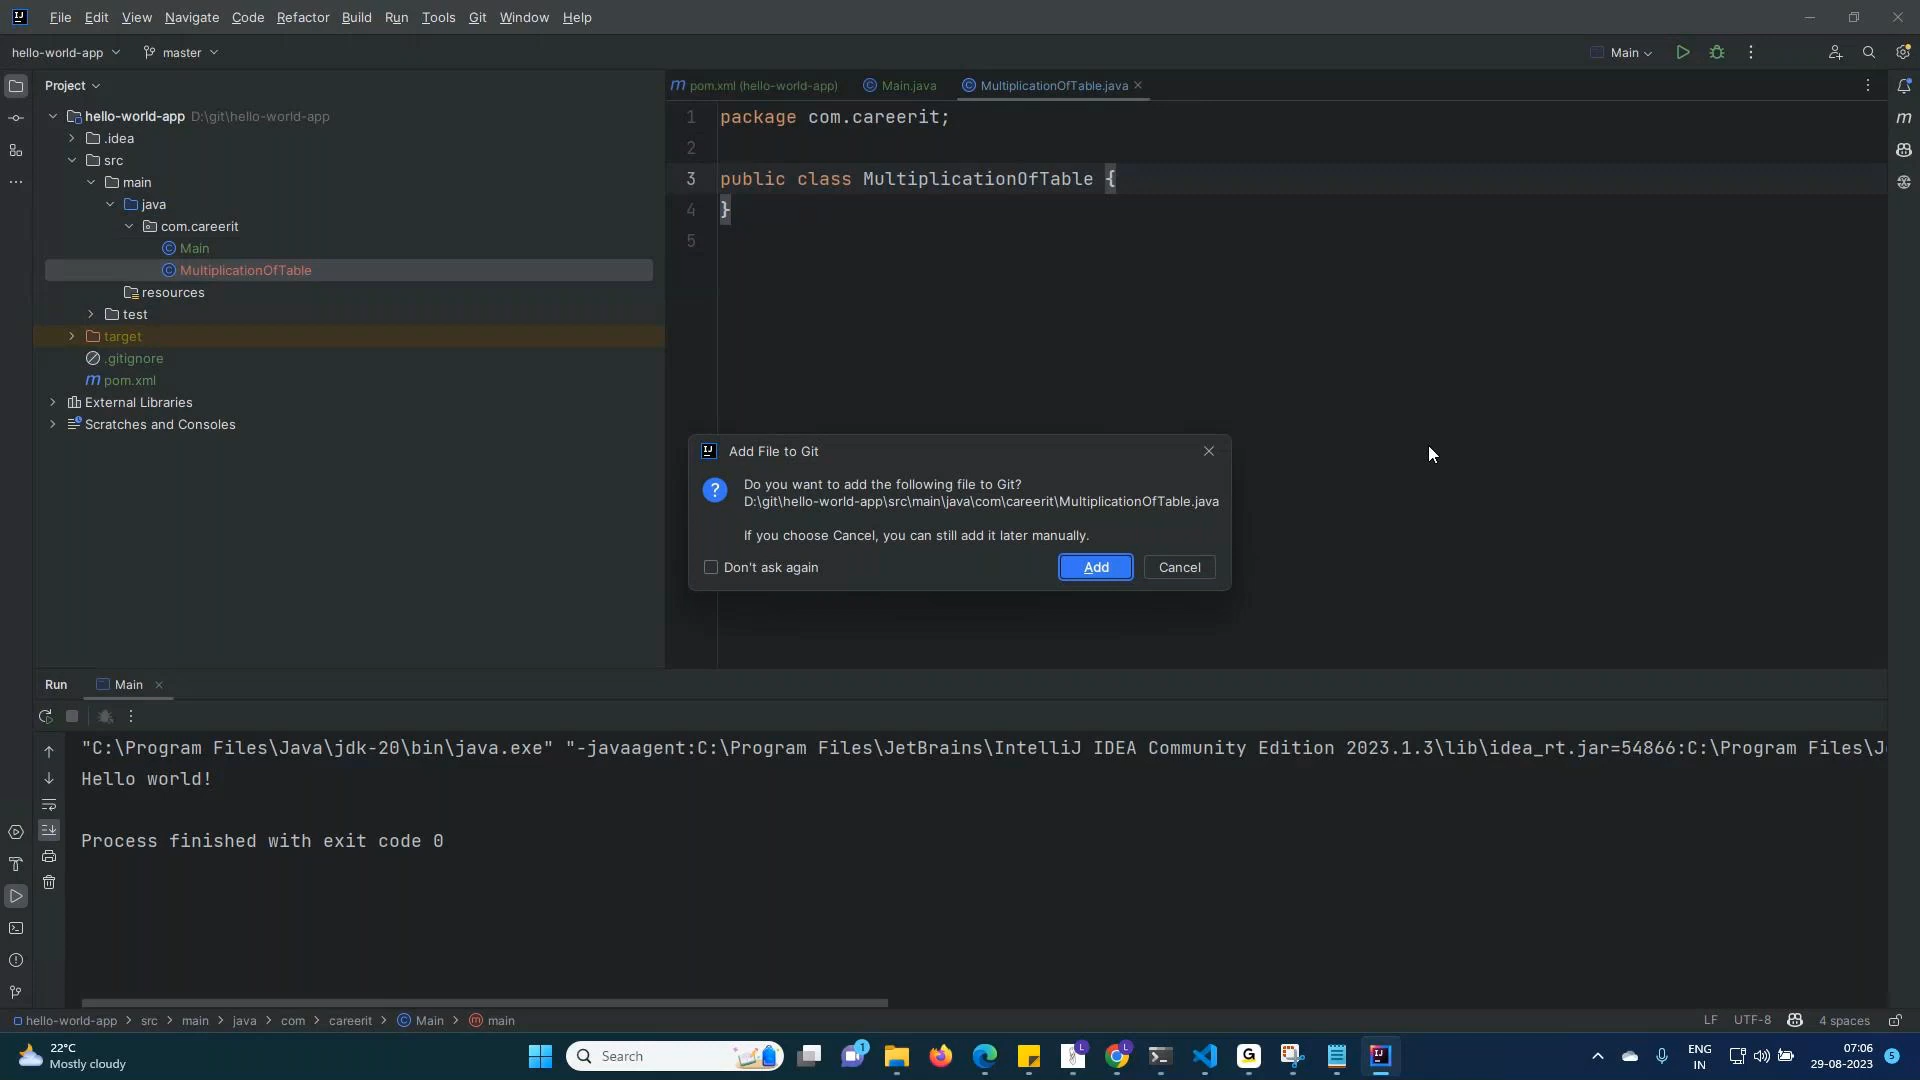 File Edit View Navigate Code Refactor Build Run Tools Git Window Help
hello-world-app master Main
Project
pom.xml (hello-world-app) Main.java MultiplicationOfTable.java
hello-world-app D:\git\hello-world-app
.idea
src
main
java
com.careerit
Main
MultiplicationOfTable
resources
test
target
.gitignore
pom.xml
External Libraries
Scratches and Consoles
1 package com.careerit;
2
3 public class MultiplicationOfTable {
4 }
5
Add File to Git
Do you want to add the following file to Git?
D:\git\hello-world-app\src\main\java\com\careerit\MultiplicationOfTable.java
If you choose Cancel, you can still add it later manually.
Don't ask again Add Cancel
Run Main
"C:\Program Files\Java\jdk-20\bin\java.exe" "-javaagent:C:\Program Files\JetBrains\IntelliJ IDEA Community Edition 2023.1.3\lib\idea_rt.jar=54866:C:\Program Files\J
Hello world!
Process finished with exit code 0
hello-world-app > src > main > java > com > careerit > Main > main
LF UTF-8 4 spaces
22°C
Mostly cloudy
Search
1
ENG
IN
07:06
29-08-2023
5